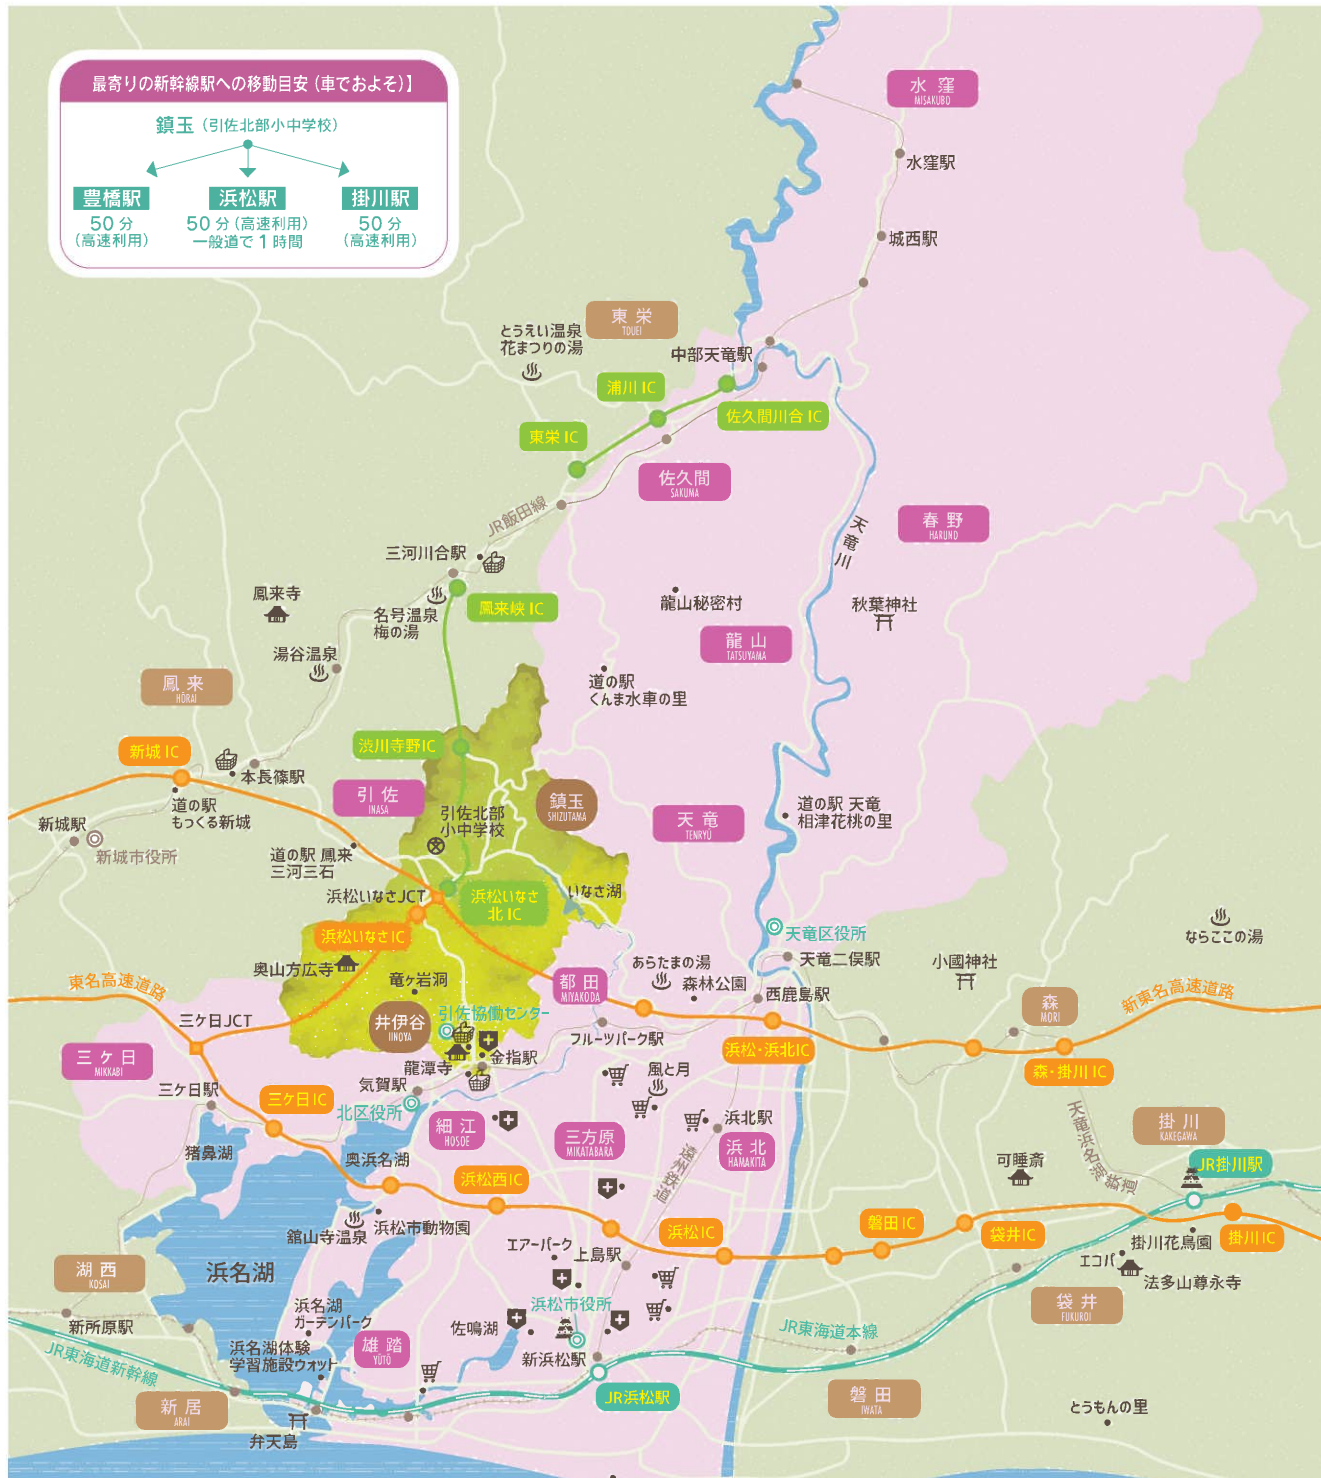 最寄りの新幹線駅への移動目安(車でおよそ)】
鎮玉(引佐北部小中学校)
豊橋駅
50分
(高速利用)
浜松駅
50分(高速利用)
一般道で1時間
掛川駅
50分
(高速利用)
水窪
MISAKUBO
水窪駅
城西駅
東栄
TOUEI
とうえい温泉
花まつりの湯
中部天竜駅
浦川IC
佐久間川合IC
東栄IC
佐久間
SAKUMA
JR飯田線
春野
HARUNO
天竜川
三河川合駅
鳳来寺
名号温泉
梅の湯
鳳来峡IC
龍山秘密村
秋葉神社
湯谷温泉
龍山
TATSUYAMA
鳳来
HŌRAI
道の駅
くんま水車の里
新城IC
渋川寺野IC
本長篠駅
引佐
INASA
鎮玉
SHIZUTAMA
道の駅
もっくる新城
引佐北部
小中学校
天竜
TENRYŪ
道の駅 天竜
相津花桃の里
新城駅
新城市役所
道の駅 鳳来
三河三石
浜松いなさJCT
浜松いなさ
北IC
いなさ湖
浜松いなさIC
天竜区役所
ならここの湯
奥山方広寺
竜ヶ岩洞
都田
MIYAKODA
あらたまの湯
森林公園
天竜二俣駅
西鹿島駅
小國神社
東名高速道路
新東名高速道路
三ケ日JCT
井伊谷
IINOYA
引佐協働センター
フルーツパーク駅
浜松・浜北IC
森
MORI
森・掛川IC
三ケ日
MIKKABI
龍潭寺
金指駅
気賀駅
風と月
三ヶ日駅
三ケ日IC
北区役所
細江
HOSOE
三方原
MIKATABARA
浜北駅
浜北
HAMAKITA
天竜浜名湖鉄道
掛川
KAKEGAWA
猪鼻湖
奥浜名湖
遠州鉄道
可睡斎
JR掛川駅
浜松西IC
舘山寺温泉
浜松市動物園
浜松IC
磐田IC
袋井IC
掛川花鳥園
掛川IC
エアーパーク
上島駅
エコパ
法多山尊永寺
湖西
KOSAI
浜名湖
袋井
FUKUROI
浜名湖
ガーデンパーク
浜松市役所
新所原駅
佐鳴湖
JR東海道本線
JR東海道新幹線
浜名湖体験
学習施設ウォット
雄踏
YŪTŌ
新浜松駅
JR浜松駅
新居
ARAI
磐田
IWATA
とうもんの里
弁天島